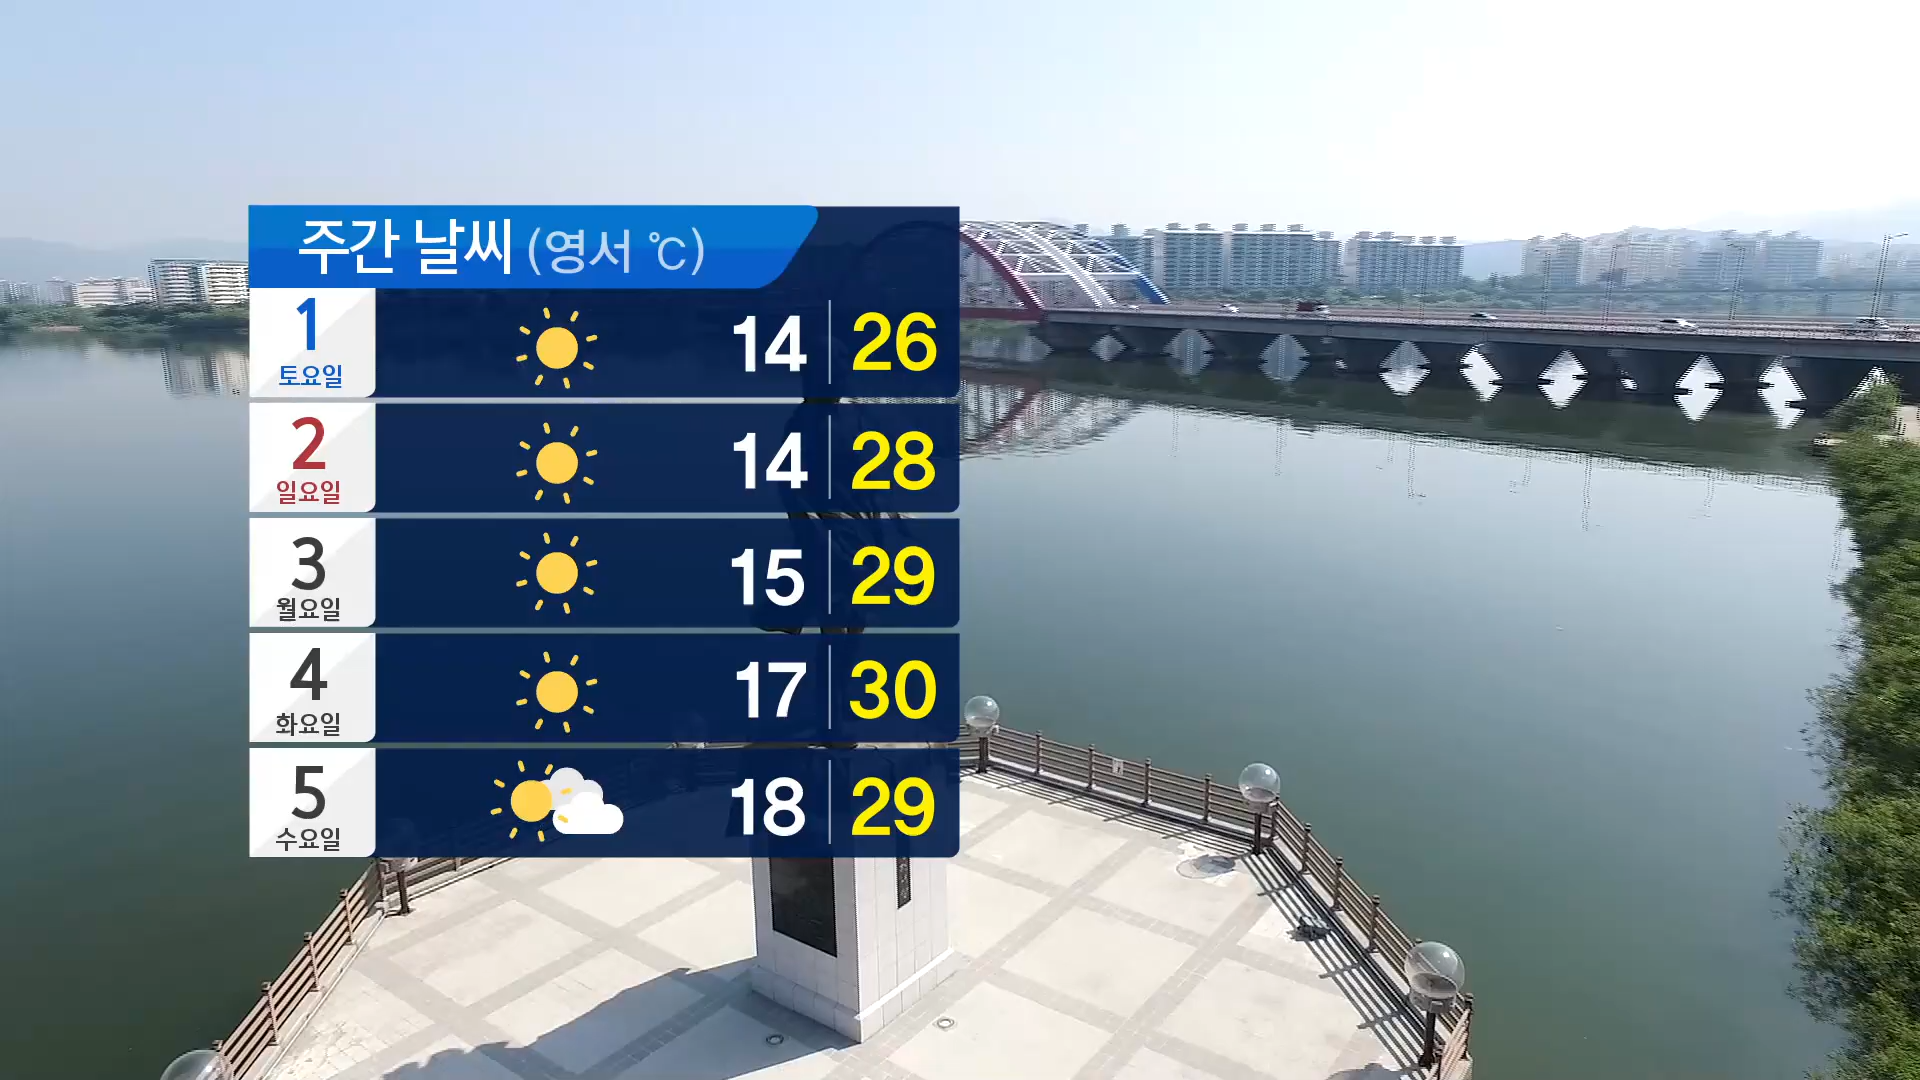 주간 날씨 (영서 ℃)
1 토요일 14 26
2 일요일 14 28
3 월요일 15 29
4 화요일 17 30
5 수요일 18 29